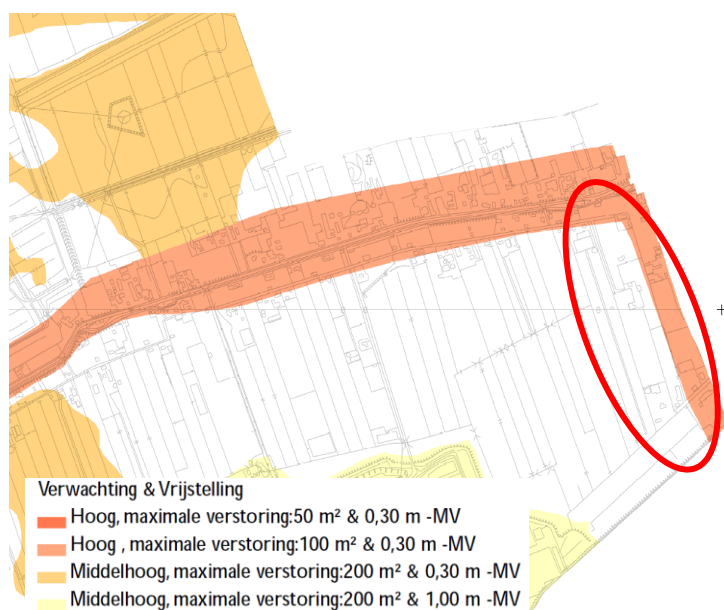 Verwachting & Vrijstelling
Hoog, maximale verstoring:50 m² & 0,30 m -MV
Hoog , maximale verstoring:100 m² & 0,30 m -MV
Middelhoog, maximale verstoring:200 m² & 0,30 m -MV
Middelhoog, maximale verstoring:200 m² & 1,00 m -MV